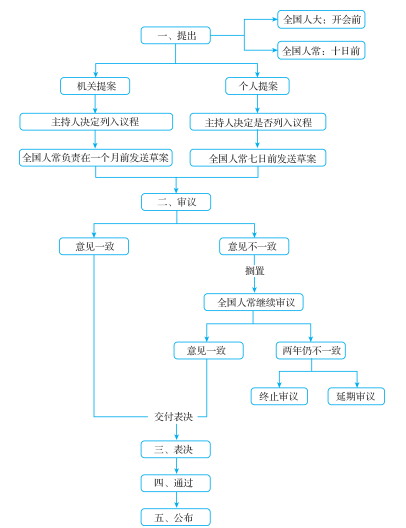 一、提出
全国人大：开会前
全国人常：十日前
机关提案
个人提案
主持人决定列入议程
主持人决定是否列入议程
全国人常负责在一个月前发送草案
全国人常七日前发送草案
二、审议
意见一致
意见不一致
搁置
全国人常继续审议
意见一致
两年仍不一致
终止审议
延期审议
交付表决
三、表决
四、通过
五、公布